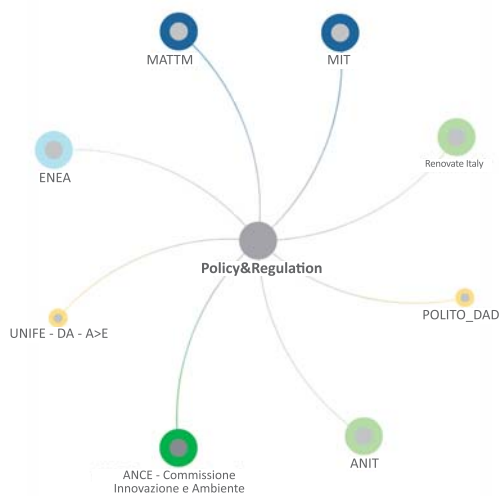 MATTM
MIT
Renovate Italy
ENEA
Policy&Regulation
POLITO_DAD
UNIFE - DA - A>E
ANIT
ANCE - Commissione
Innovazione e Ambiente